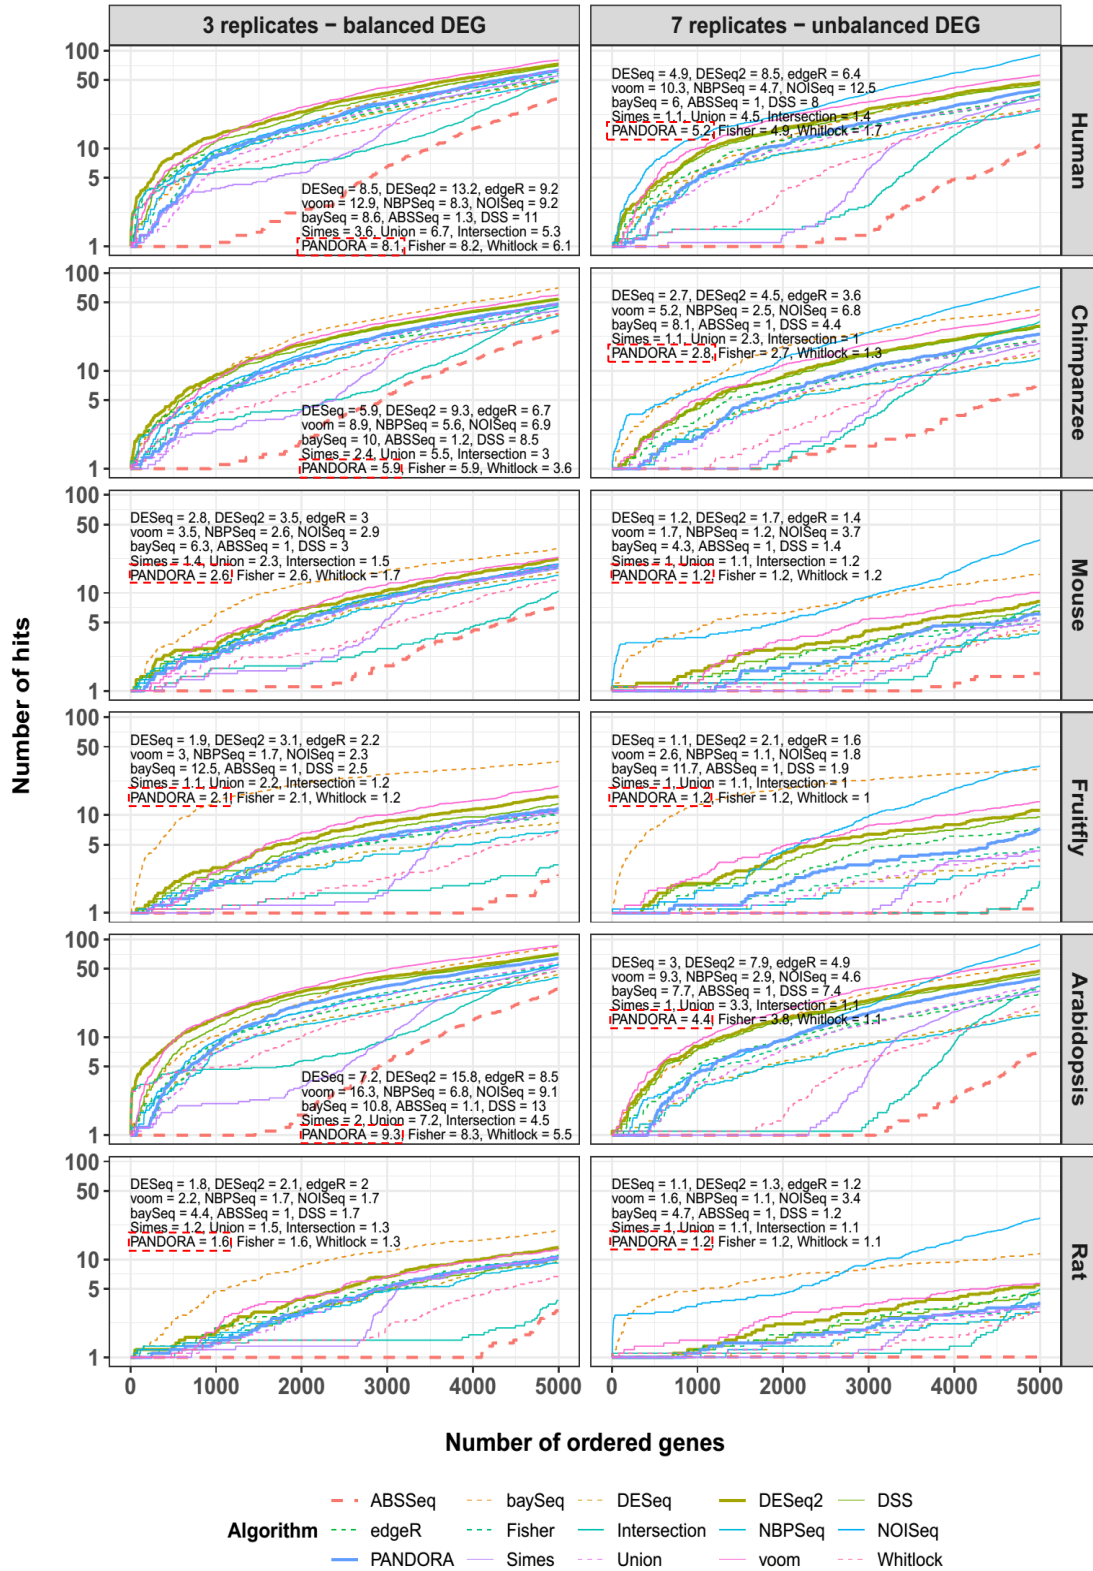 3 replicates − balanced DEG
7 replicates − unbalanced DEG
Number of hits
100
50
10
5
1
DESeq = 8.5, DESeq2 = 13.2, edgeR = 9.2
voom = 12.9, NBPSeq = 8.3, NOISeq = 9.2
baySeq = 8.6, ABSSeq = 1.3, DSS = 11
Simes = 3.6, Union = 6.7, Intersection = 5.3
PANDORA = 8.1, Fisher = 8.2, Whitlock = 6.1
DESeq = 4.9, DESeq2 = 8.5, edgeR = 6.4
voom = 10.3, NBPSeq = 4.7, NOISeq = 12.5
baySeq = 6, ABSSeq = 1, DSS = 8
Simes = 1.1, Union = 4.5, Intersection = 1.4
PANDORA = 5.2, Fisher = 4.9, Whitlock = 1.7
Human
100
50
10
5
1
DESeq = 5.9, DESeq2 = 9.3, edgeR = 6.7
voom = 8.9, NBPSeq = 5.6, NOISeq = 6.9
baySeq = 10, ABSSeq = 1.2, DSS = 8.5
Simes = 2.4, Union = 5.5, Intersection = 3
PANDORA = 5.9, Fisher = 5.9, Whitlock = 3.6
DESeq = 2.7, DESeq2 = 4.5, edgeR = 3.6
voom = 5.2, NBPSeq = 2.5, NOISeq = 6.8
baySeq = 8.1, ABSSeq = 1, DSS = 4.4
Simes = 1.1, Union = 2.3, Intersection = 1
PANDORA = 2.8, Fisher = 2.7, Whitlock = 1.3
Chimpanzee
100
50
10
5
1
DESeq = 2.8, DESeq2 = 3.5, edgeR = 3
voom = 3.5, NBPSeq = 2.6, NOISeq = 2.9
baySeq = 6.3, ABSSeq = 1, DSS = 3
Simes = 1.4, Union = 2.3, Intersection = 1.5
PANDORA = 2.6, Fisher = 2.6, Whitlock = 1.7
DESeq = 1.2, DESeq2 = 1.7, edgeR = 1.4
voom = 1.7, NBPSeq = 1.2, NOISeq = 3.7
baySeq = 4.3, ABSSeq = 1, DSS = 1.4
Simes = 1, Union = 1.1, Intersection = 1.2
PANDORA = 1.2, Fisher = 1.2, Whitlock = 1.2
Mouse
100
50
10
5
1
DESeq = 1.9, DESeq2 = 3.1, edgeR = 2.2
voom = 3, NBPSeq = 1.7, NOISeq = 2.3
baySeq = 12.5, ABSSeq = 1, DSS = 2.5
Simes = 1.1, Union = 2.2, Intersection = 1.2
PANDORA = 2.1, Fisher = 2.1, Whitlock = 1.2
DESeq = 1.1, DESeq2 = 2.1, edgeR = 1.6
voom = 2.6, NBPSeq = 1.1, NOISeq = 1.8
baySeq = 11.7, ABSSeq = 1, DSS = 1.9
Simes = 1, Union = 1.1, Intersection = 1
PANDORA = 1.2, Fisher = 1.2, Whitlock = 1
Fruitfly
100
50
10
5
1
DESeq = 7.2, DESeq2 = 15.8, edgeR = 8.5
voom = 16.3, NBPSeq = 6.8, NOISeq = 9.1
baySeq = 10.8, ABSSeq = 1.1, DSS = 13
Simes = 2, Union = 7.2, Intersection = 4.5
PANDORA = 9.3, Fisher = 8.3, Whitlock = 5.5
DESeq = 3, DESeq2 = 7.9, edgeR = 4.9
voom = 9.3, NBPSeq = 2.9, NOISeq = 4.6
baySeq = 7.7, ABSSeq = 1, DSS = 7.4
Simes = 1, Union = 3.3, Intersection = 1.1
PANDORA = 4.4, Fisher = 3.8, Whitlock = 1.1
Arabidopsis
100
50
10
5
1
DESeq = 1.8, DESeq2 = 2.1, edgeR = 2
voom = 2.2, NBPSeq = 1.7, NOISeq = 1.7
baySeq = 4.4, ABSSeq = 1, DSS = 1.7
Simes = 1.2, Union = 1.5, Intersection = 1.3
PANDORA = 1.6, Fisher = 1.6, Whitlock = 1.3
DESeq = 1.1, DESeq2 = 1.3, edgeR = 1.2
voom = 1.6, NBPSeq = 1.1, NOISeq = 3.4
baySeq = 4.7, ABSSeq = 1, DSS = 1.2
Simes = 1, Union = 1.1, Intersection = 1.1
PANDORA = 1.2, Fisher = 1.2, Whitlock = 1.1
Rat
0 1000 2000 3000 4000 5000
0 1000 2000 3000 4000 5000
Number of ordered genes
Algorithm
ABSSeq baySeq DESeq DESeq2 DSS
edgeR Fisher Intersection NBPSeq NOISeq
PANDORA Simes Union voom Whitlock